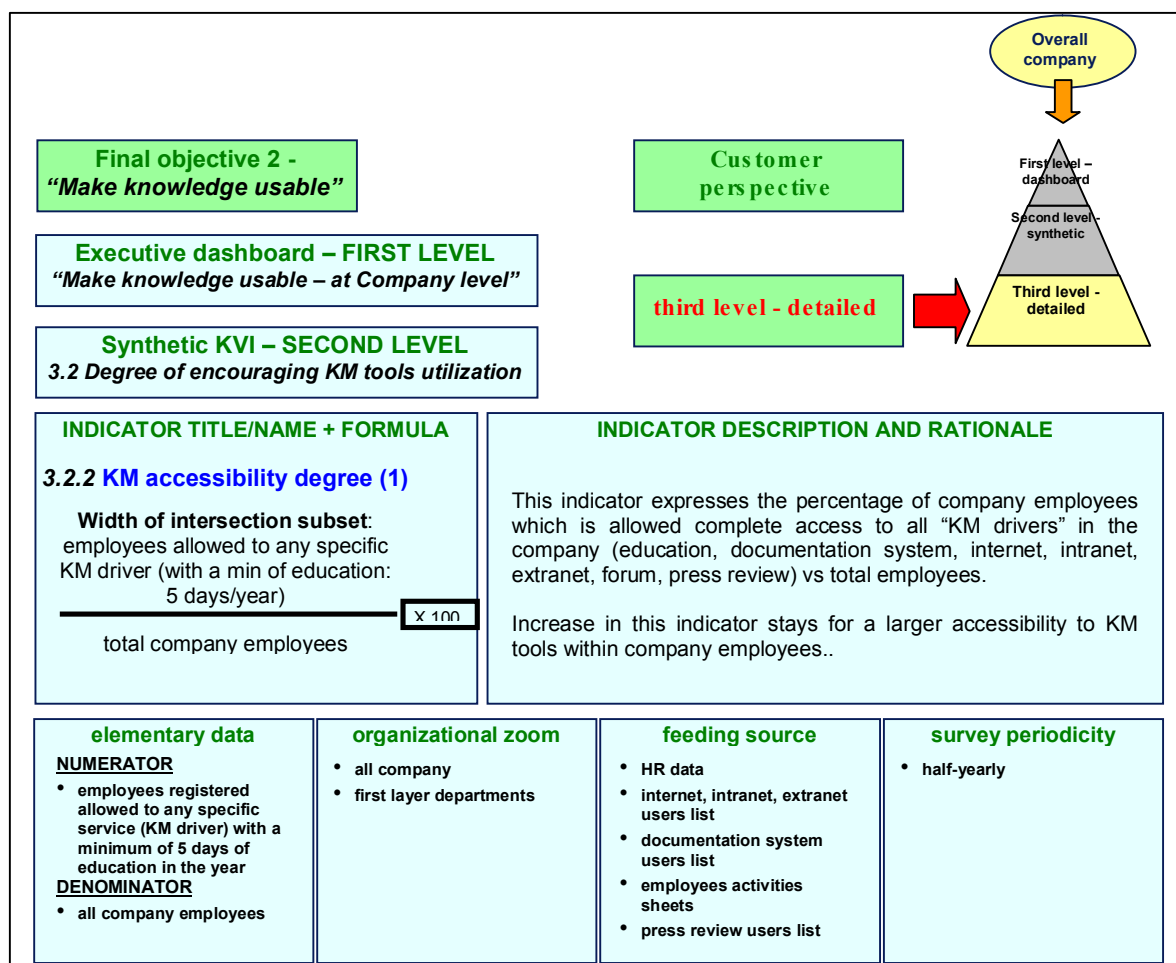 Overall
company
Final objective 2 -
“Make knowledge usable”
Customer
perspective
First level –
dashboard
Second level -
synthetic
Third level -
detailed
Executive dashboard – FIRST LEVEL
“Make knowledge usable – at Company level”
third level - detailed
Synthetic KVI – SECOND LEVEL
3.2 Degree of encouraging KM tools utilization
INDICATOR TITLE/NAME + FORMULA
3.2.2 KM accessibility degree (1)
Width of intersection subset:
employees allowed to any specific
KM driver (with a min of education:
5 days/year)
X 100
total company employees
INDICATOR DESCRIPTION AND RATIONALE
This indicator expresses the percentage of company employees
which is allowed complete access to all “KM drivers” in the
company (education, documentation system, internet, intranet,
extranet, forum, press review) vs total employees.
Increase in this indicator stays for a larger accessibility to KM
tools within company employees..
elementary data
NUMERATOR
• employees registered
allowed to any specific
service (KM driver) with a
minimum of 5 days of
education in the year
DENOMINATOR
• all company employees
organizational zoom
• all company
• first layer departments
feeding source
• HR data
• internet, intranet, extranet
users list
• documentation system
users list
• employees activities
sheets
• press review users list
survey periodicity
• half-yearly